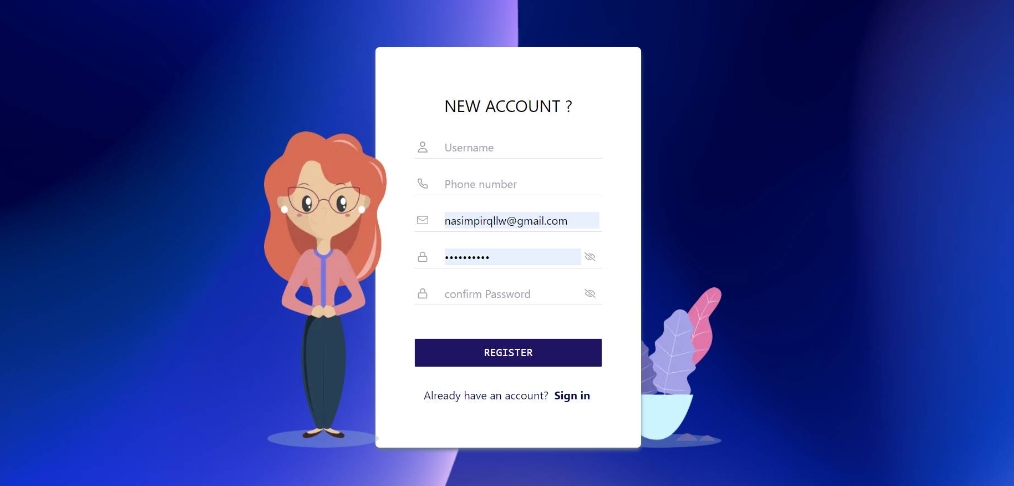 NEW ACCOUNT ?
Username
Phone number
nasimpirqllw@gmail.com
••••••••••
confirm Password
REGISTER
Already have an account? Sign in